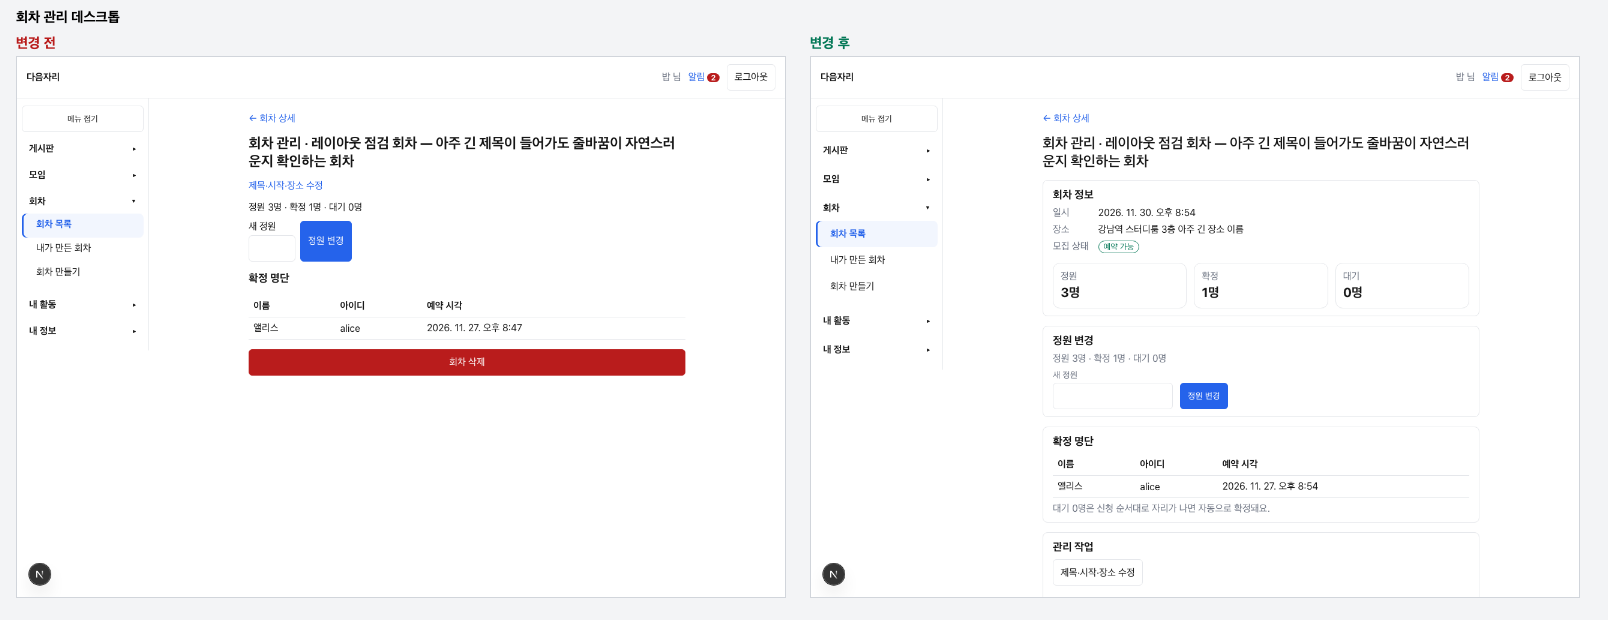 회차 관리 데스크톱
변경 전
다음자리
밥 님 알림 2 로그아웃
메뉴 접기
게시판 ▸
모임 ▸
회차 ▾
회차 목록
내가 만든 회차
회차 만들기
내 활동 ▸
내 정보 ▸
← 회차 상세
회차 관리 · 레이아웃 점검 회차 — 아주 긴 제목이 들어가도 줄바꿈이 자연스러
운지 확인하는 회차
제목·시작·장소 수정
정원 3명 · 확정 1명 · 대기 0명
새 정원
정원 변경
확정 명단
이름 아이디 예약 시각
앨리스 alice 2026. 11. 27. 오후 8:47
회차 삭제
N
변경 후
다음자리
밥 님 알림 2 로그아웃
메뉴 접기
게시판 ▸
모임 ▸
회차 ▾
회차 목록
내가 만든 회차
회차 만들기
내 활동 ▸
내 정보 ▸
← 회차 상세
회차 관리 · 레이아웃 점검 회차 — 아주 긴 제목이 들어가도 줄바꿈이 자연스러
운지 확인하는 회차
회차 정보
일시 2026. 11. 30. 오후 8:54
장소 강남역 스터디룸 3층 아주 긴 장소 이름
모집 상태 예약 가능
정원 확정 대기
3명 1명 0명
정원 변경
정원 3명 · 확정 1명 · 대기 0명
새 정원
정원 변경
확정 명단
이름 아이디 예약 시각
앨리스 alice 2026. 11. 27. 오후 8:54
대기 0명은 신청 순서대로 자리가 나면 자동으로 확정돼요.
관리 작업
제목·시작·장소 수정
N